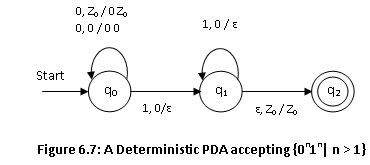 0, Z₀ / 0 Z₀
0, 0 / 0 0
1, 0 / ε
Start
q₀
q₁
q₂
1, 0/ε
ε, Z₀ / Z₀
Figure 6.7: A Deterministic PDA accepting {0ⁿ1ⁿ| n > 1}